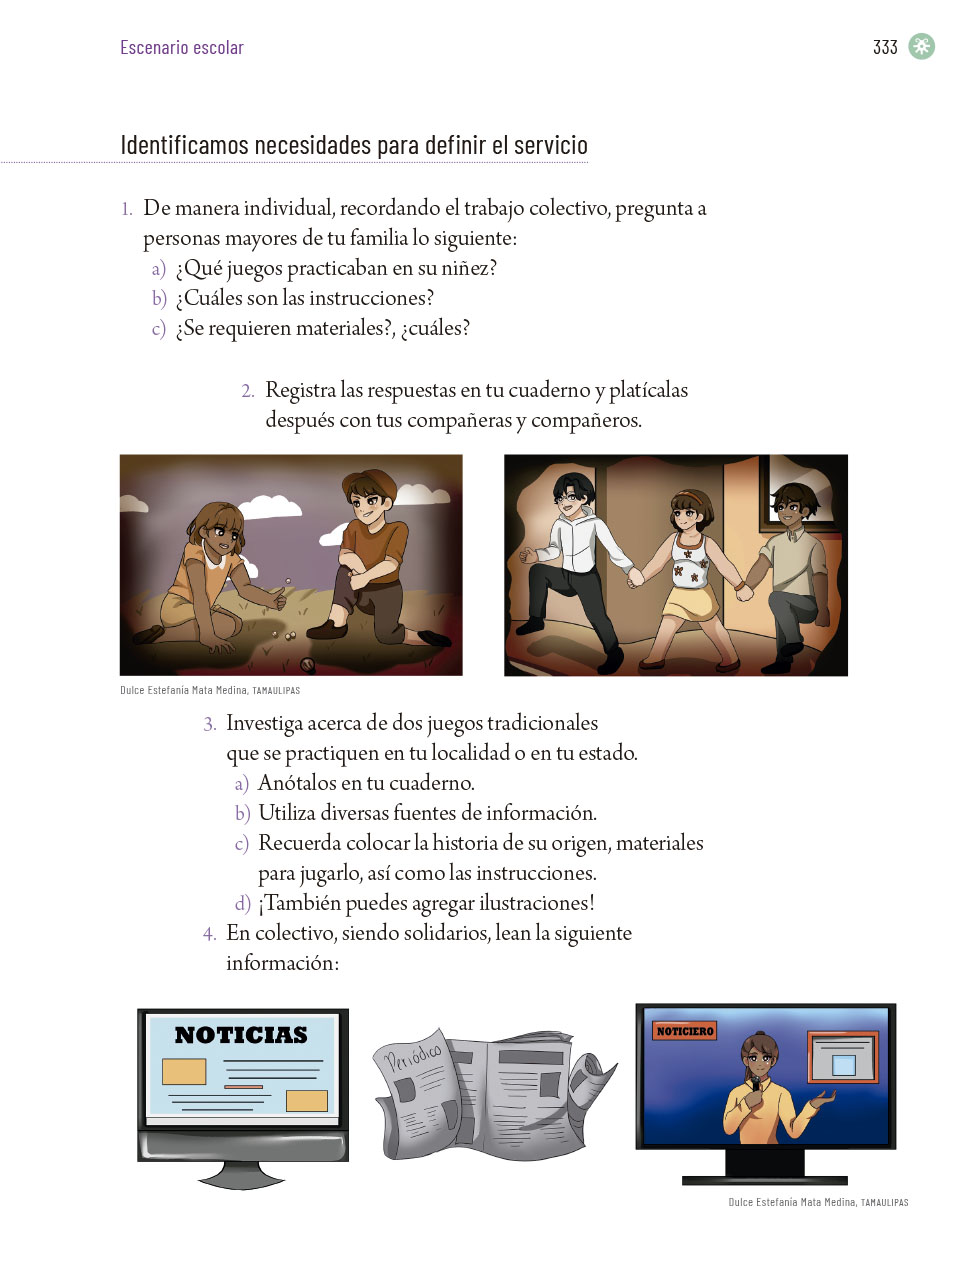 Escenario escolar
333
Identificamos necesidades para definir el servicio
1. De manera individual, recordando el trabajo colectivo, pregunta a
personas mayores de tu familia lo siguiente:
a) ¿Qué juegos practicaban en su niñez?
b) ¿Cuáles son las instrucciones?
c) ¿Se requieren materiales?, ¿cuáles?
2. Registra las respuestas en tu cuaderno y platícalas
después con tus compañeras y compañeros.
Dulce Estefanía Mata Medina, TAMAULIPAS
3. Investiga acerca de dos juegos tradicionales
que se practiquen en tu localidad o en tu estado.
a) Anótalos en tu cuaderno.
b) Utiliza diversas fuentes de información.
c) Recuerda colocar la historia de su origen, materiales
para jugarlo, así como las instrucciones.
d) ¡También puedes agregar ilustraciones!
4. En colectivo, siendo solidarios, lean la siguiente
información:
NOTICIAS
Periódico
NOTICIERO
Dulce Estefanía Mata Medina, TAMAULIPAS